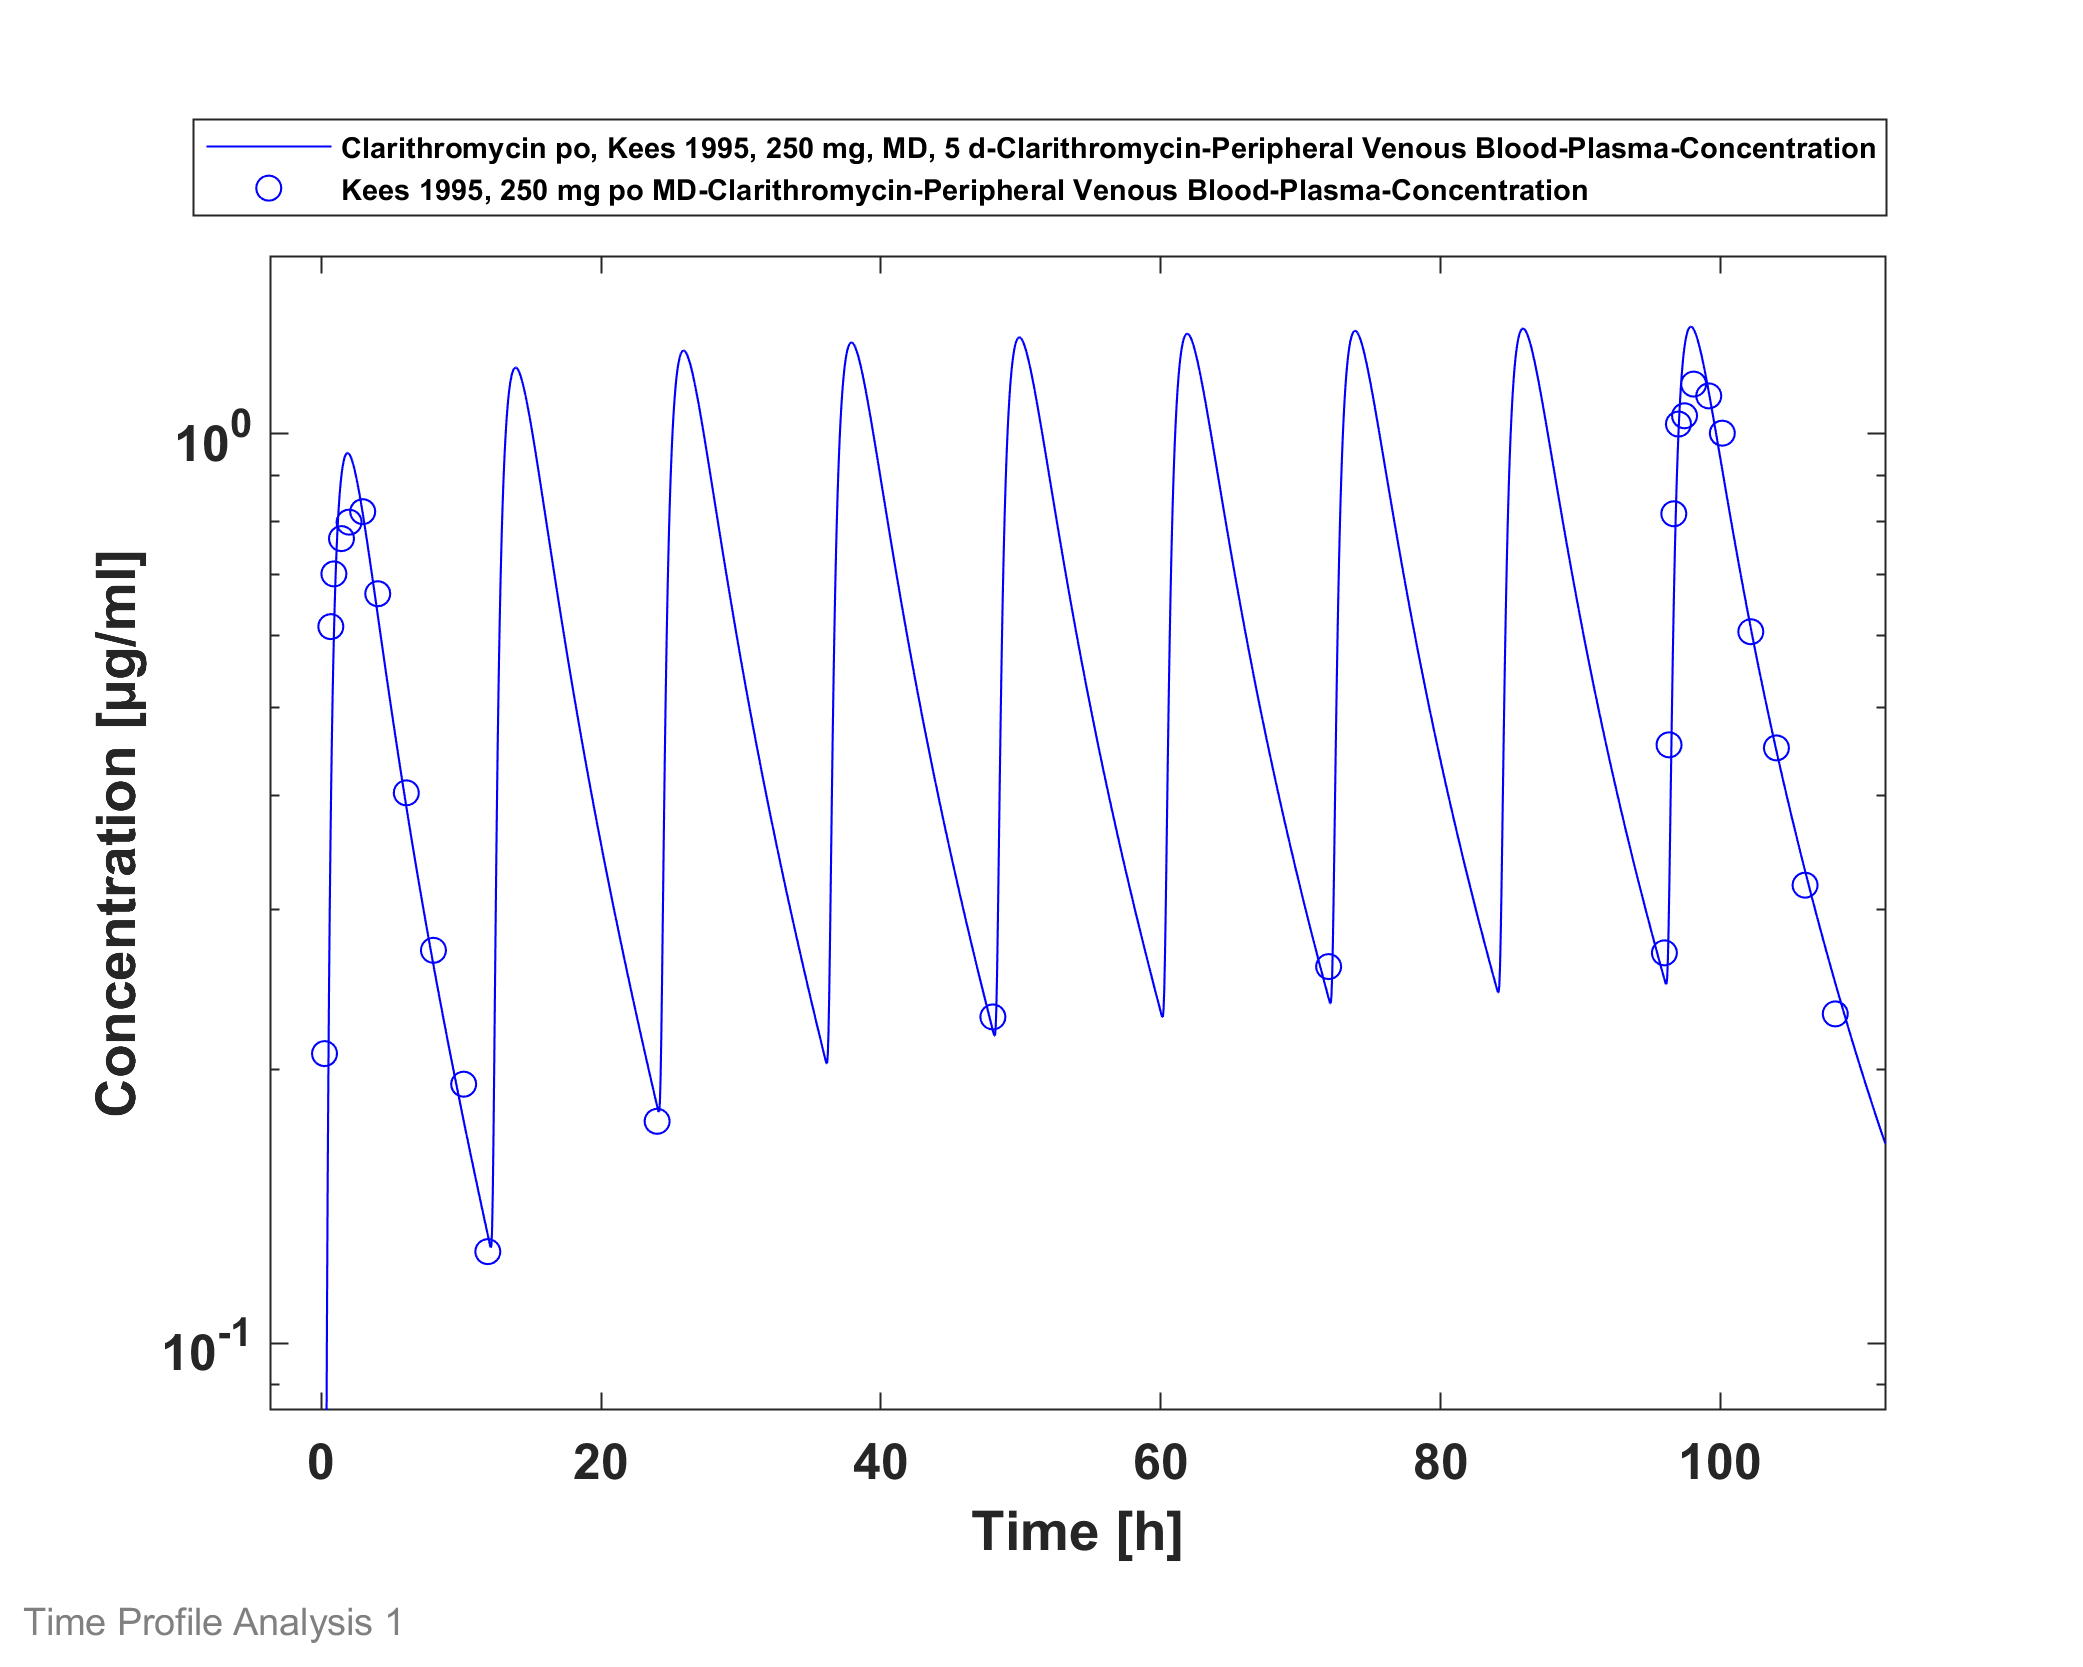 Clarithromycin po, Kees 1995, 250 mg, MD, 5 d-Clarithromycin-Peripheral Venous Blood-Plasma-Concentration
Kees 1995, 250 mg po MD-Clarithromycin-Peripheral Venous Blood-Plasma-Concentration
10^0
10^-1
Concentration [µg/ml]
0 20 40 60 80 100
Time [h]
Time Profile Analysis 1